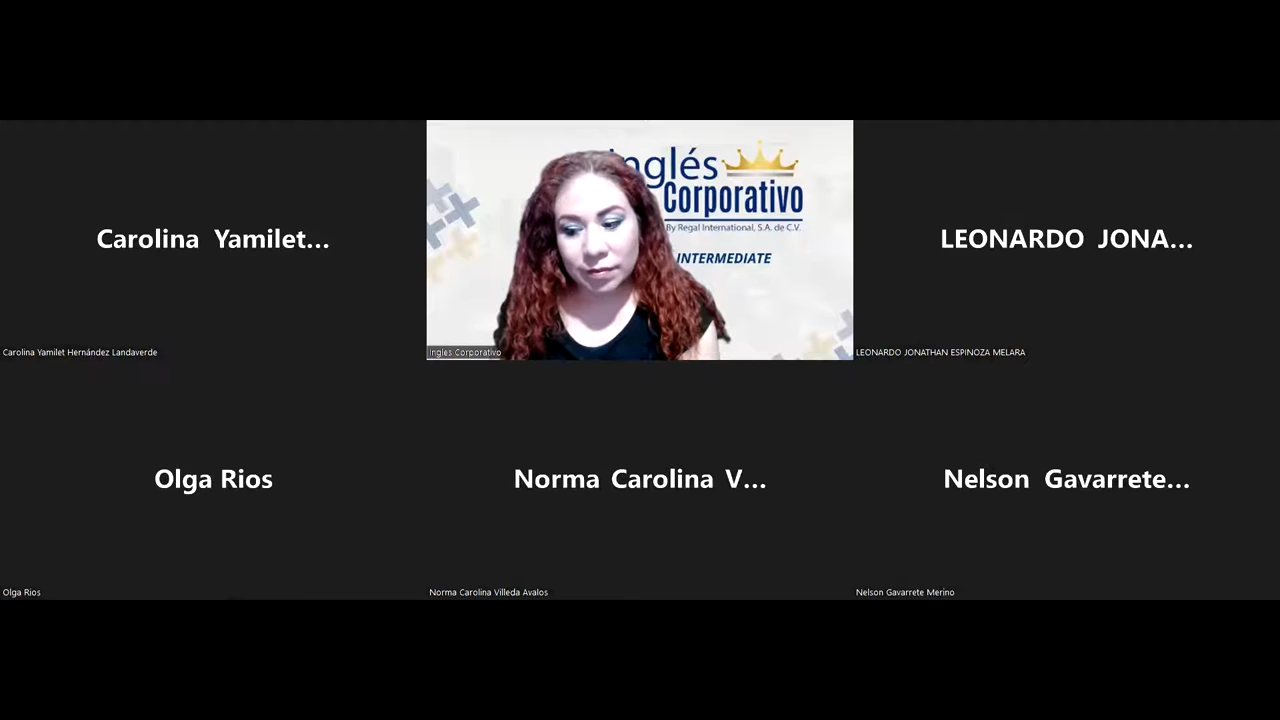 Carolina Yamilet...
Carolina Yamilet Hernández Landaverde
Inglés
Corporativo
By Regal International, S.A. de C.V.
INTERMEDIATE
Ingles Corporativo
LEONARDO JONA...
LEONARDO JONATHAN ESPINOZA MELARA
Olga Rios
Olga Rios
Norma Carolina V...
Norma Carolina Villeda Avalos
Nelson Gavarrete...
Nelson Gavarrete Merino